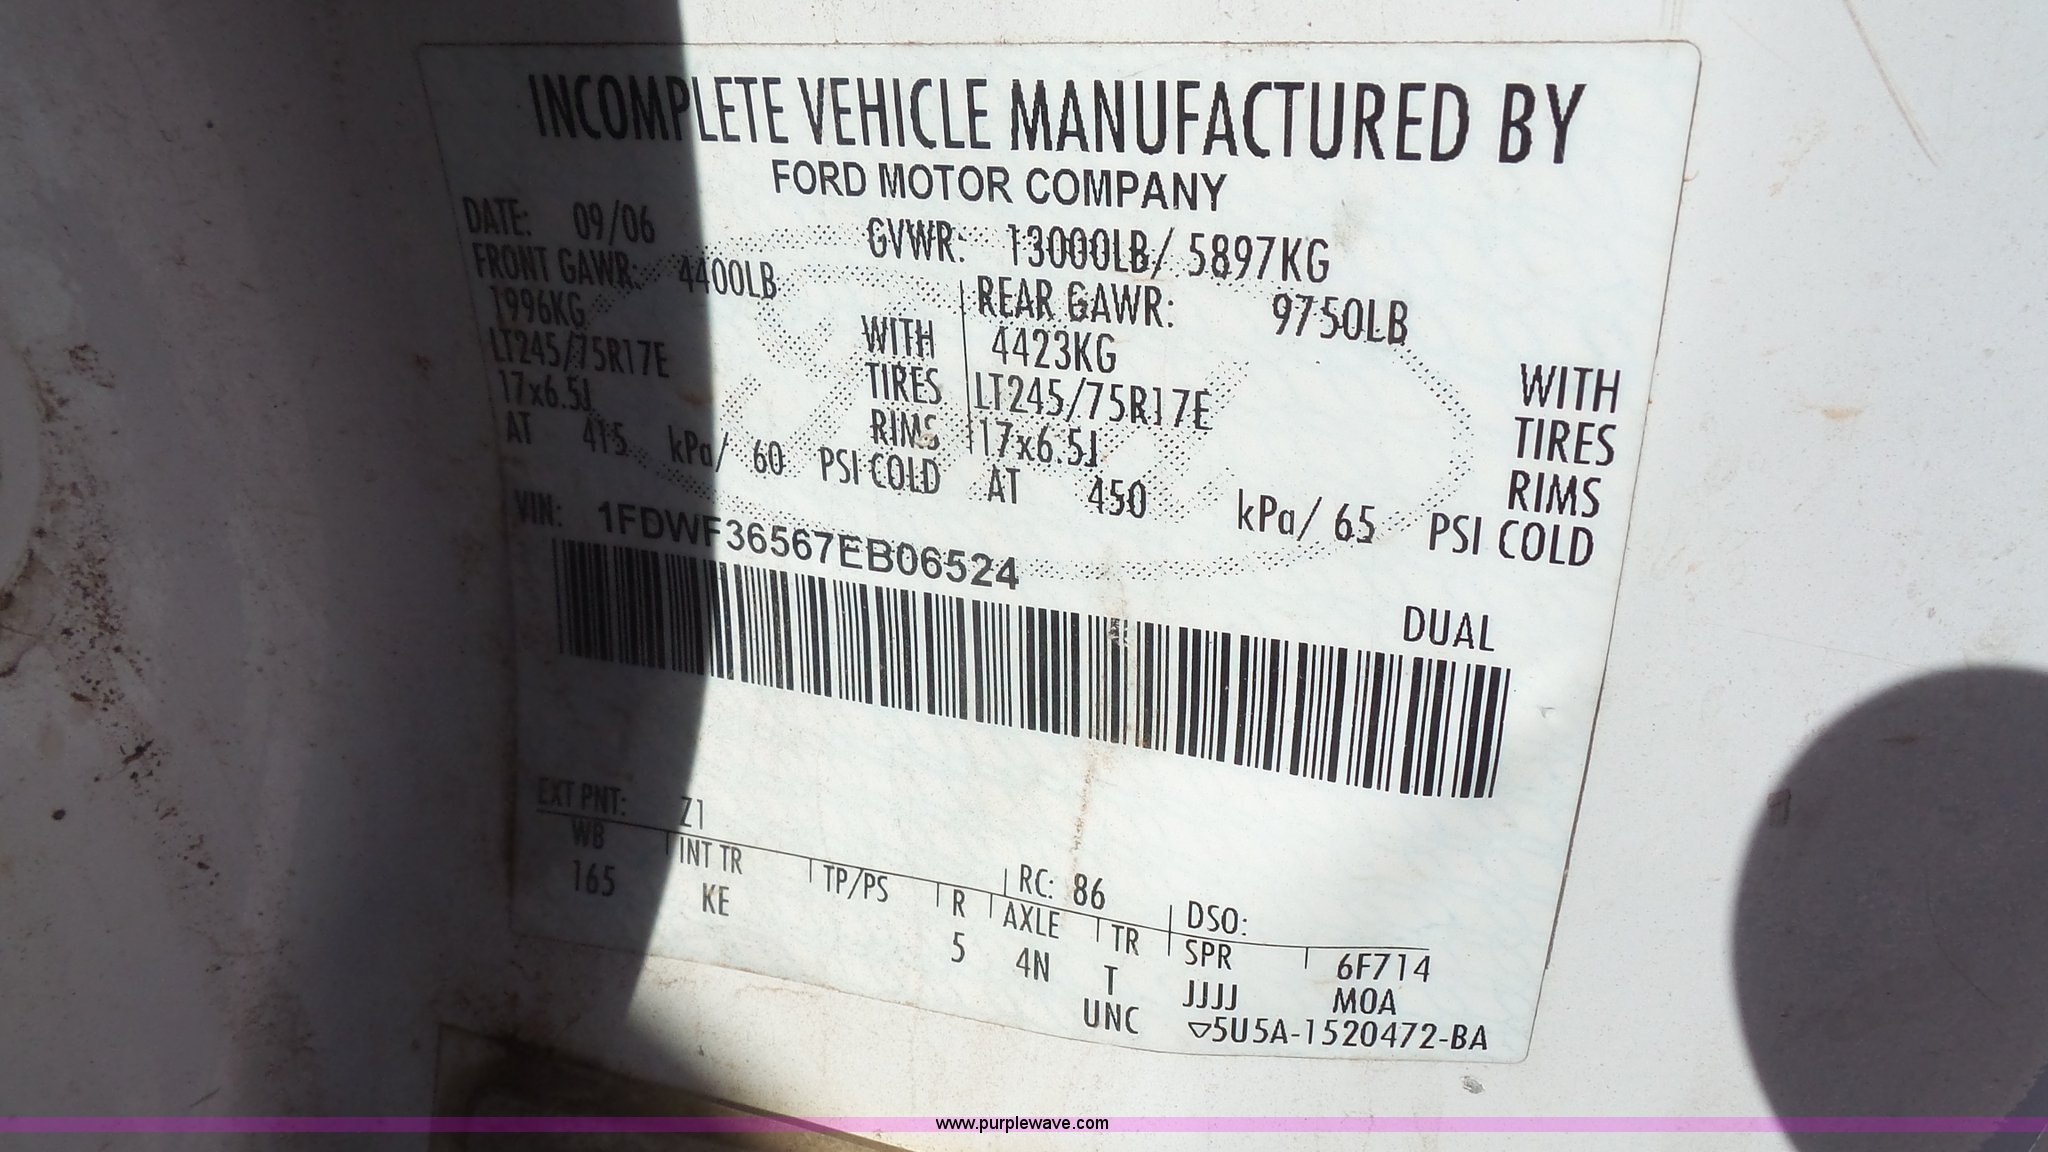 INCOMPLETE VEHICLE MANUFACTURED BY
FORD MOTOR COMPANY
DATE: 09/06 GVWR: 13000LB/ 5897KG
FRONT GAWR: 4400LB REAR GAWR: 9750LB
1996KG WITH 4423KG WITH
LT245/75R17E TIRES LT245/75R17E TIRES
17x6.5J RIMS 17x6.5J RIMS
AT 415 kPa/ 60 PSI COLD AT 450 kPa/ 65 PSI COLD
VIN: 1FDWF36567EB06524
DUAL
EXT PNT: Z1 RC: 86 DSO:
WB INT TR TP/PS R AXLE TR SPR 6F714
165 KE 5 4N T JJJJ MOA
UNC ▽5U5A-1520472-BA
www.purplewave.com